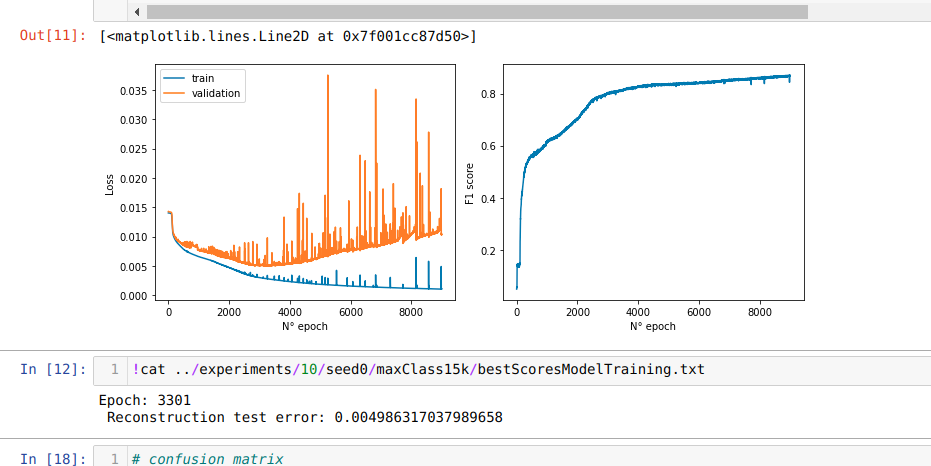 Out[11]: [<matplotlib.lines.Line2D at 0x7f001cc87d50>]
train
validation
0.035
0.030
0.025
0.020
0.015
0.010
0.005
0.000
Loss
0 2000 4000 6000 8000
N° epoch
0.8
0.6
0.4
0.2
F1 score
0 2000 4000 6000 8000
N° epoch
In [12]: 1 !cat ../experiments/10/seed0/maxClass15k/bestScoresModelTraining.txt
Epoch: 3301
Reconstruction test error: 0.004986317037989658
In [18]: 1 # confusion matrix